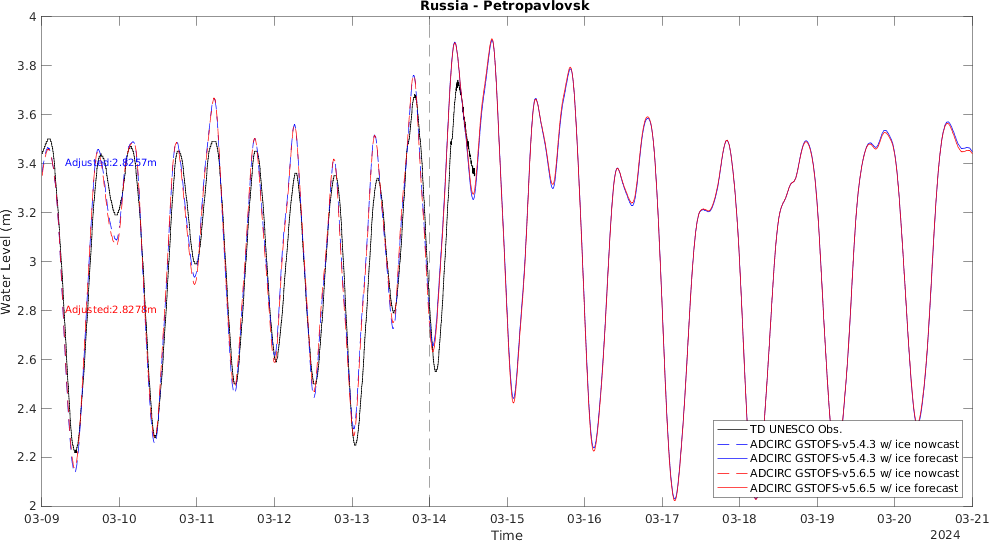 Russia - Petropavlovsk
4
3.8
3.6
3.4
3.2
3
2.8
2.6
2.4
2.2
2
Water Level (m)
Adjusted:2.8257m
Adjusted:2.8278m
TD UNESCO Obs.
ADCIRC GSTOFS-v5.4.3 w/ ice nowcast
ADCIRC GSTOFS-v5.4.3 w/ ice forecast
ADCIRC GSTOFS-v5.6.5 w/ ice nowcast
ADCIRC GSTOFS-v5.6.5 w/ ice forecast
03-09 03-10 03-11 03-12 03-13 03-14 03-15 03-16 03-17 03-18 03-19 03-20 03-21
Time
2024